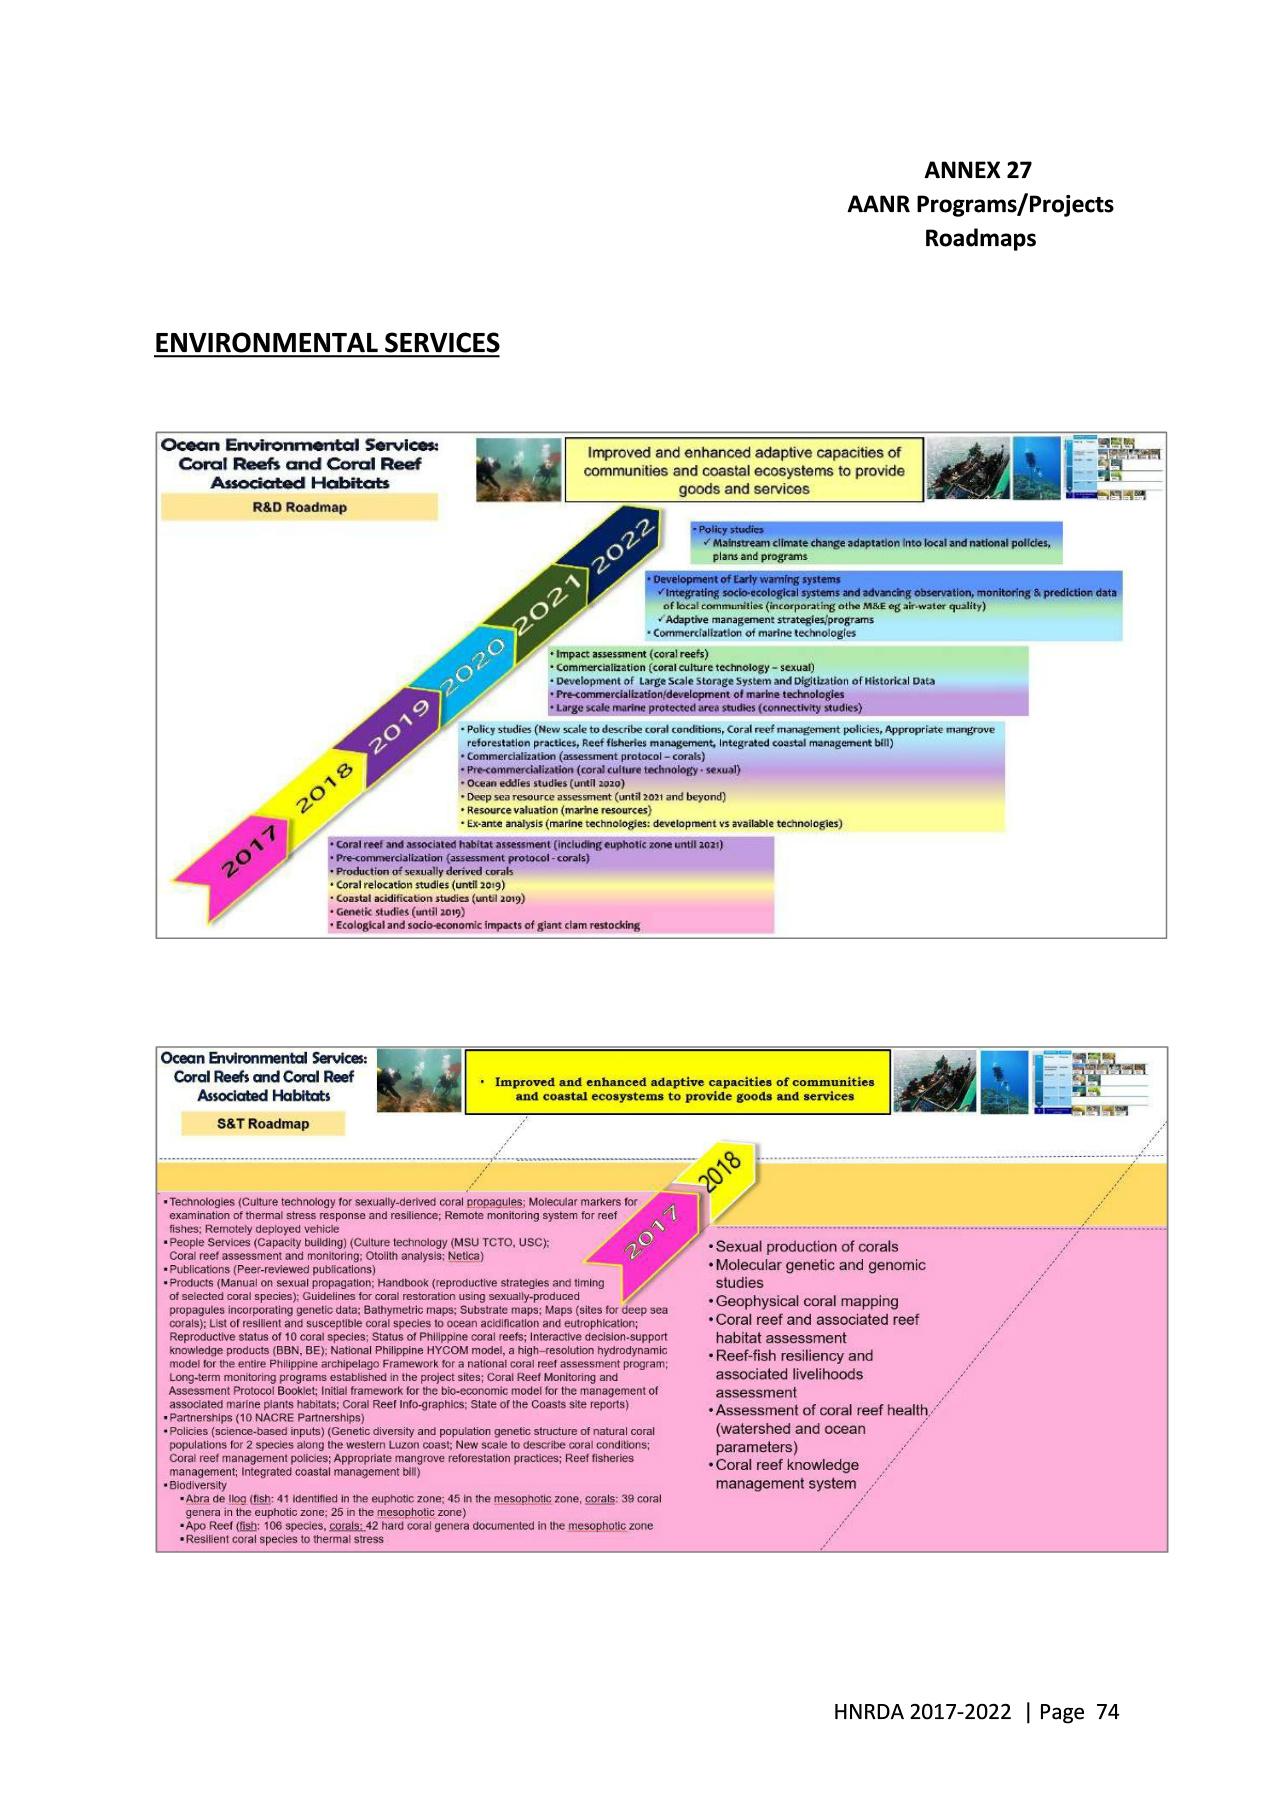 ANNEX 27
AANR Programs/Projects
Roadmaps
ENVIRONMENTAL SERVICES
Ocean Environmental Services:
Coral Reefs and Coral Reef
Associated Habitats
R&D Roadmap
Improved and enhanced adaptive capacities of
communities and coastal ecosystems to provide
goods and services
2022
2021
2020
2019
2018
2017
• Policy studies
✓ Mainstream climate change adaptation into local and national policies,
plans and programs
• Development of Early warning systems
✓Integrating socio-ecological systems and advancing observation, monitoring & prediction data
of local communities (incorporating othe M&E eg air-water quality)
✓Adaptive management strategies/programs
• Commercialization of marine technologies
• Impact assessment (coral reefs)
• Commercialization (coral culture technology – sexual)
• Development of Large Scale Storage System and Digitization of Historical Data
• Pre-commercialization/development of marine technologies
• Large scale marine protected area studies (connectivity studies)
• Policy studies (New scale to describe coral conditions, Coral reef management policies, Appropriate mangrove
reforestation practices, Reef fisheries management, Integrated coastal management bill)
• Commercialization (assessment protocol – corals)
• Pre-commercialization (coral culture technology - sexual)
• Ocean eddies studies (until 2020)
• Deep sea resource assessment (until 2021 and beyond)
• Resource valuation (marine resources)
• Ex-ante analysis (marine technologies: development vs available technologies)
• Coral reef and associated habitat assessment (including euphotic zone until 2021)
• Pre-commercialization (assessment protocol - corals)
• Production of sexually derived corals
• Coral relocation studies (until 2019)
• Coastal acidification studies (until 2019)
• Genetic studies (until 2019)
• Ecological and socio-economic impacts of giant clam restocking
Ocean Environmental Services:
Coral Reefs and Coral Reef
Associated Habitats
S&T Roadmap
• Improved and enhanced adaptive capacities of communities
and coastal ecosystems to provide goods and services
2018
2017
▪Technologies (Culture technology for sexually-derived coral propagules; Molecular markers for
examination of thermal stress response and resilience; Remote monitoring system for reef
fishes; Remotely deployed vehicle
▪People Services (Capacity building) (Culture technology (MSU TCTO, USC);
Coral reef assessment and monitoring; Otolith analysis; Netica)
▪Publications (Peer-reviewed publications)
▪Products (Manual on sexual propagation; Handbook (reproductive strategies and timing
of selected coral species); Guidelines for coral restoration using sexually-produced
propagules incorporating genetic data; Bathymetric maps; Substrate maps; Maps (sites for deep sea
corals); List of resilient and susceptible coral species to ocean acidification and eutrophication;
Reproductive status of 10 coral species; Status of Philippine coral reefs; Interactive decision-support
knowledge products (BBN, BE); National Philippine HYCOM model, a high–resolution hydrodynamic
model for the entire Philippine archipelago Framework for a national coral reef assessment program;
Long-term monitoring programs established in the project sites; Coral Reef Monitoring and
Assessment Protocol Booklet; Initial framework for the bio-economic model for the management of
associated marine plants habitats; Coral Reef Info-graphics; State of the Coasts site reports)
▪Partnerships (10 NACRE Partnerships)
▪Policies (science-based inputs) (Genetic diversity and population genetic structure of natural coral
populations for 2 species along the western Luzon coast; New scale to describe coral conditions;
Coral reef management policies; Appropriate mangrove reforestation practices; Reef fisheries
management; Integrated coastal management bill)
▪Biodiversity
▪Abra de Ilog (fish: 41 identified in the euphotic zone; 45 in the mesophotic zone, corals: 39 coral
genera in the euphotic zone; 25 in the mesophotic zone)
▪Apo Reef (fish: 106 species, corals: 42 hard coral genera documented in the mesophotic zone
▪Resilient coral species to thermal stress
•Sexual production of corals
•Molecular genetic and genomic
studies
•Geophysical coral mapping
•Coral reef and associated reef
habitat assessment
•Reef-fish resiliency and
associated livelihoods
assessment
•Assessment of coral reef health
(watershed and ocean
parameters)
•Coral reef knowledge
management system
HNRDA 2017-2022 | Page 74